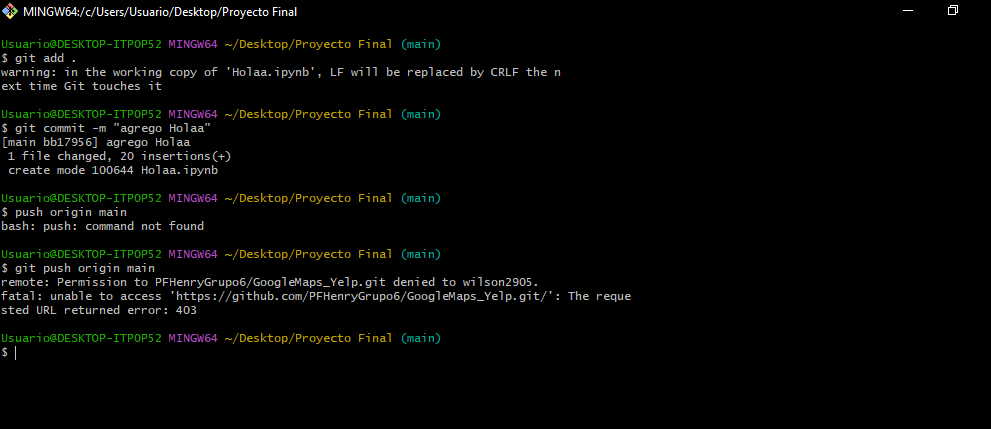 MINGW64:/c/Users/Usuario/Desktop/Proyecto Final
Usuario@DESKTOP-ITPOP52 MINGW64 ~/Desktop/Proyecto Final (main)
$ git add .
warning: in the working copy of 'Holaa.ipynb', LF will be replaced by CRLF the n
ext time Git touches it
Usuario@DESKTOP-ITPOP52 MINGW64 ~/Desktop/Proyecto Final (main)
$ git commit -m "agrego Holaa"
[main bb17956] agrego Holaa
 1 file changed, 20 insertions(+)
 create mode 100644 Holaa.ipynb
Usuario@DESKTOP-ITPOP52 MINGW64 ~/Desktop/Proyecto Final (main)
$ push origin main
bash: push: command not found
Usuario@DESKTOP-ITPOP52 MINGW64 ~/Desktop/Proyecto Final (main)
$ git push origin main
remote: Permission to PFHenryGrupo6/GoogleMaps_Yelp.git denied to wilson2905.
fatal: unable to access 'https://github.com/PFHenryGrupo6/GoogleMaps_Yelp.git/': The reque
sted URL returned error: 403
Usuario@DESKTOP-ITPOP52 MINGW64 ~/Desktop/Proyecto Final (main)
$